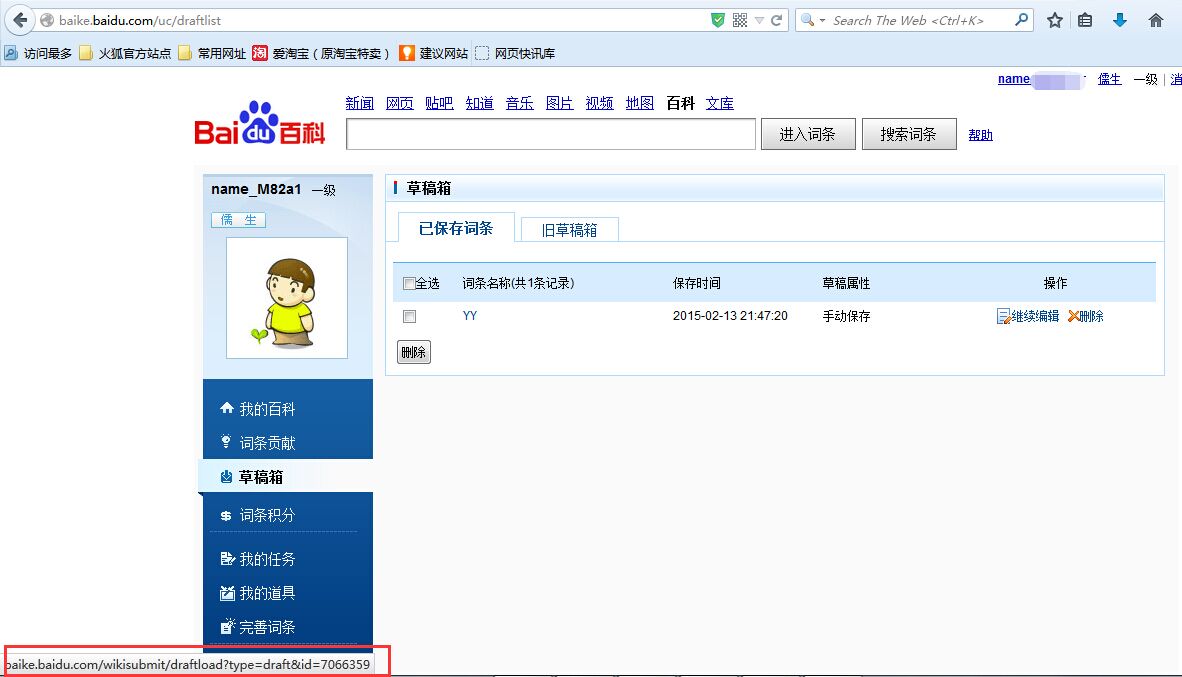 baike.baidu.com/uc/draftlist
Search The Web <Ctrl+K>
访问最多 火狐官方站点 常用网址 淘 爱淘宝（原淘宝特卖） 建议网站 网页快讯库
name 儒生 一级 | 消
新闻 网页 贴吧 知道 音乐 图片 视频 地图 百科 文库
Bai du 百科
进入词条 搜索词条 帮助
name_M82a1 一级
儒 生
我的百科
词条贡献
草稿箱
词条积分
我的任务
我的道具
完善词条
草稿箱
已保存词条 旧草稿箱
全选 词条名称(共1条记录) 保存时间 草稿属性 操作
YY 2015-02-13 21:47:20 手动保存 继续编辑 删除
删除
baike.baidu.com/wikisubmit/draftload?type=draft&id=7066359